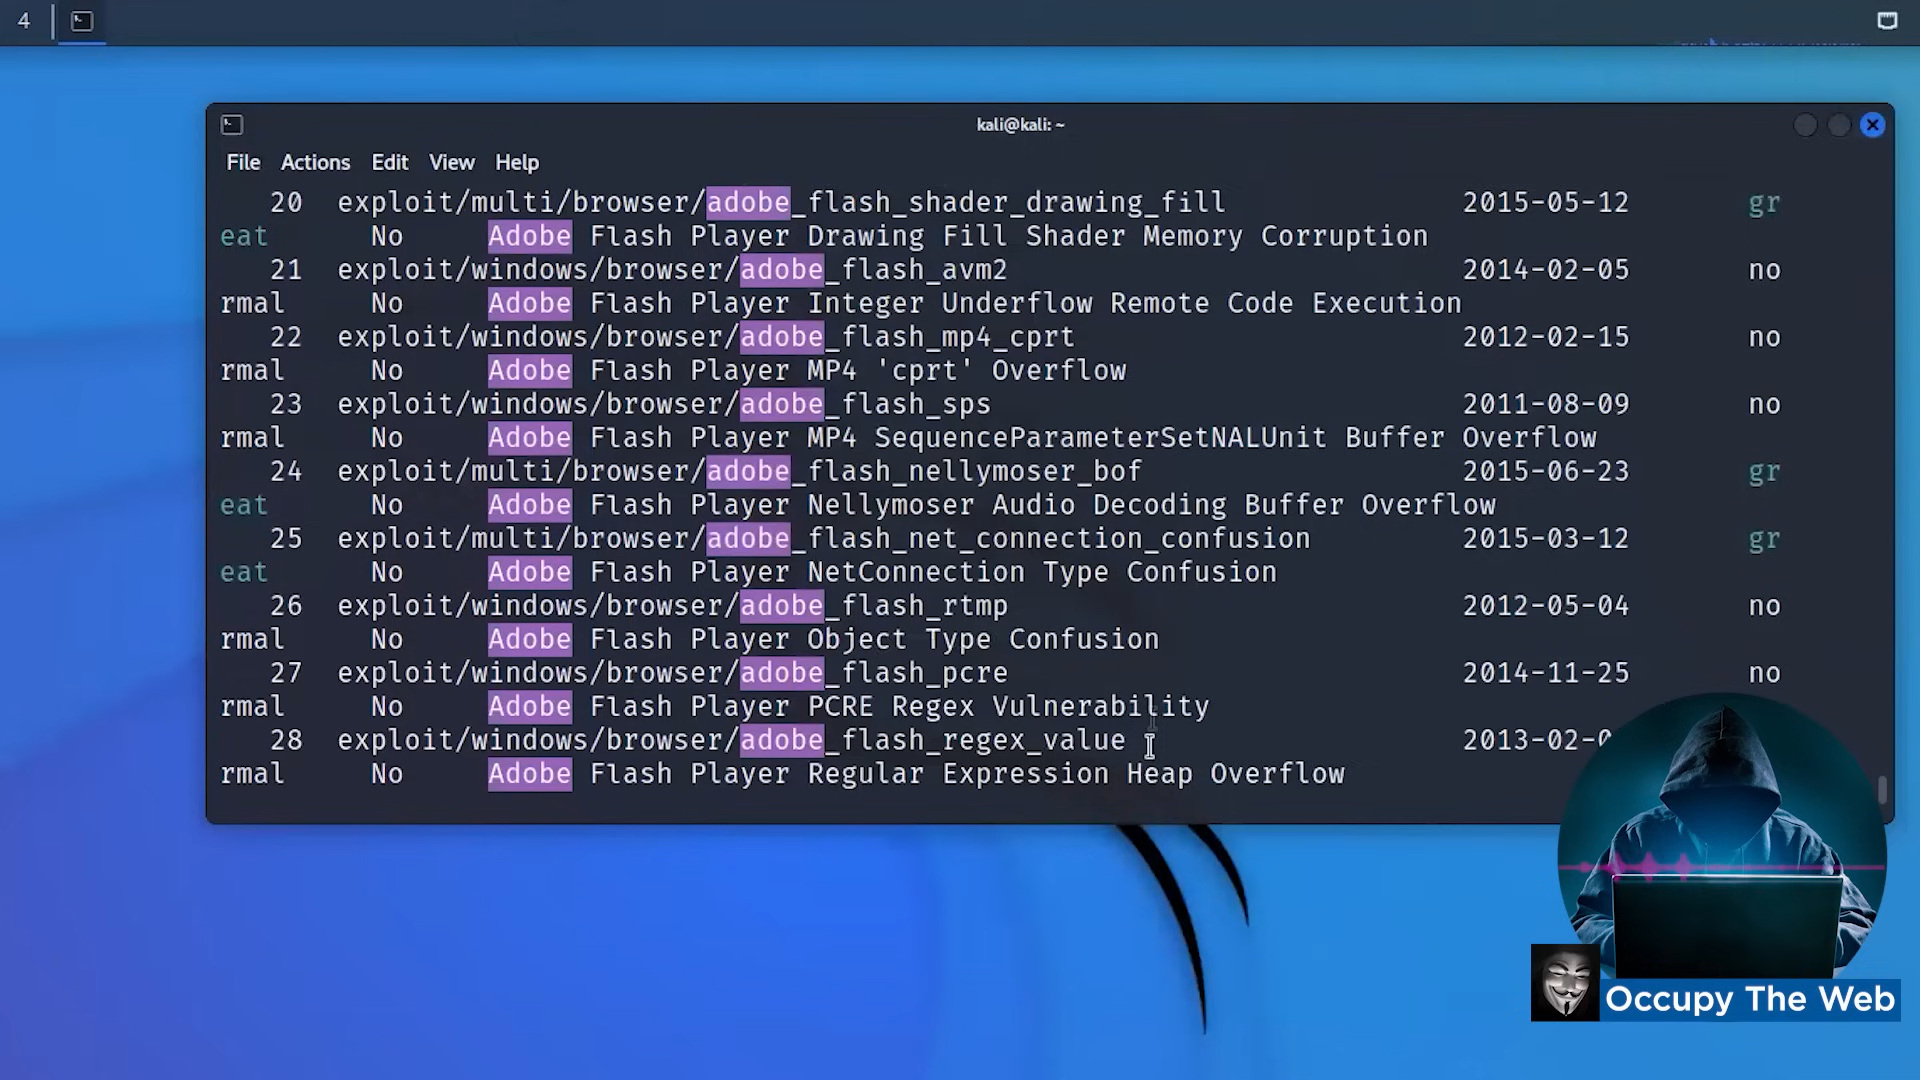 4
kali@kali: ~
File Actions Edit View Help
20 exploit/multi/browser/adobe_flash_shader_drawing_fill 2015-05-12 gr
eat No Adobe Flash Player Drawing Fill Shader Memory Corruption
21 exploit/windows/browser/adobe_flash_avm2 2014-02-05 no
rmal No Adobe Flash Player Integer Underflow Remote Code Execution
22 exploit/windows/browser/adobe_flash_mp4_cprt 2012-02-15 no
rmal No Adobe Flash Player MP4 'cprt' Overflow
23 exploit/windows/browser/adobe_flash_sps 2011-08-09 no
rmal No Adobe Flash Player MP4 SequenceParameterSetNALUnit Buffer Overflow
24 exploit/multi/browser/adobe_flash_nellymoser_bof 2015-06-23 gr
eat No Adobe Flash Player Nellymoser Audio Decoding Buffer Overflow
25 exploit/multi/browser/adobe_flash_net_connection_confusion 2015-03-12 gr
eat No Adobe Flash Player NetConnection Type Confusion
26 exploit/windows/browser/adobe_flash_rtmp 2012-05-04 no
rmal No Adobe Flash Player Object Type Confusion
27 exploit/windows/browser/adobe_flash_pcre 2014-11-25 no
rmal No Adobe Flash Player PCRE Regex Vulnerability
28 exploit/windows/browser/adobe_flash_regex_value 2013-02-
rmal No Adobe Flash Player Regular Expression Heap Overflow
Occupy The Web